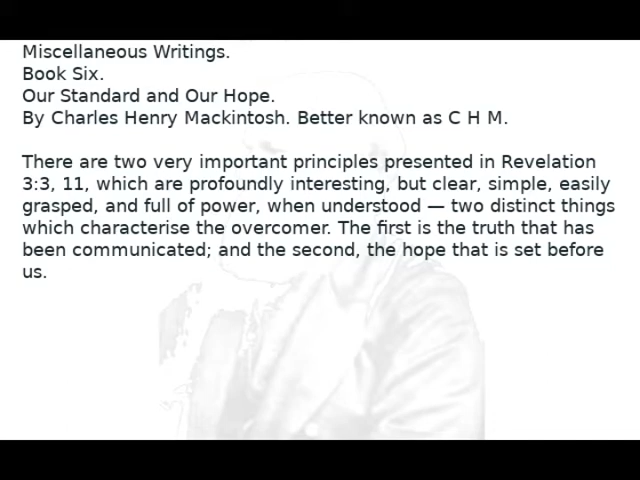 Miscellaneous Writings.
Book Six.
Our Standard and Our Hope.
By Charles Henry Mackintosh. Better known as C H M.
There are two very important principles presented in Revelation
3:3, 11, which are profoundly interesting, but clear, simple, easily
grasped, and full of power, when understood — two distinct things
which characterise the overcomer. The first is the truth that has
been communicated; and the second, the hope that is set before
us.